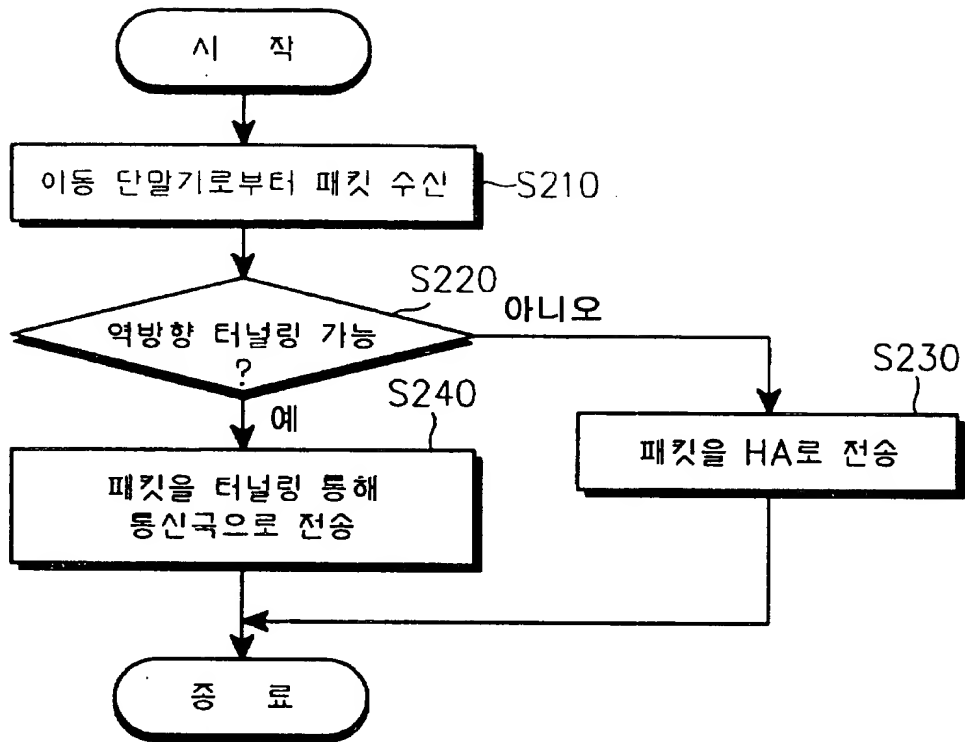 시 작
이동 단말기로부터 패킷 수신
S210
S220
역방향 터널링 가능
?
아니오
예
S230
패킷을 HA로 전송
S240
패킷을 터널링 통해
통신국으로 전송
종 료